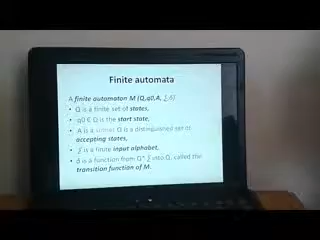 Finite automata
A finite automaton M (Q,q0,A, ∑ δ)
• Q is a finite set of states,
• q0 ∈ Q is the start state,
• A is a subset Q is a distinguished set of
accepting states,
• ∑ is a finite input alphabet,
• δ is a function from Q* ∑ into Q, called the
transition function of M.